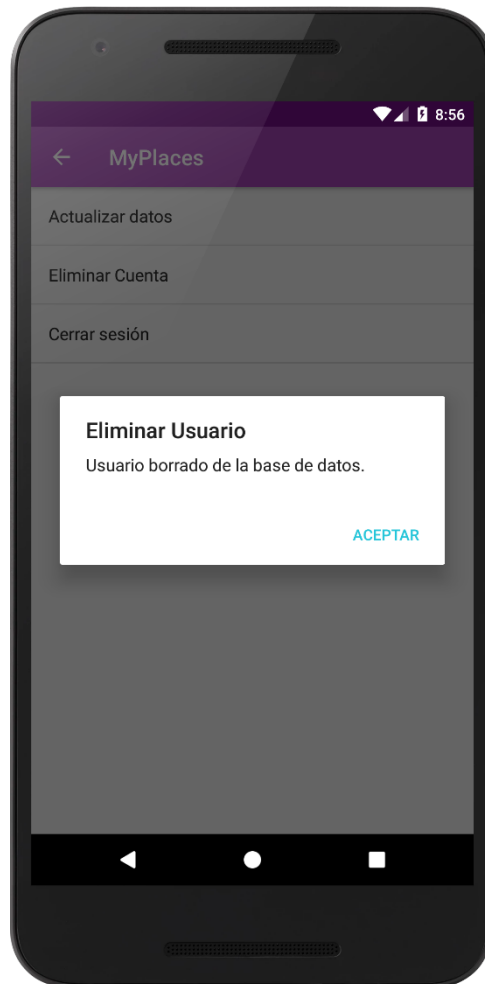 8:56
MyPlaces
Actualizar datos
Eliminar Cuenta
Cerrar sesión
Eliminar Usuario
Usuario borrado de la base de datos.
ACEPTAR